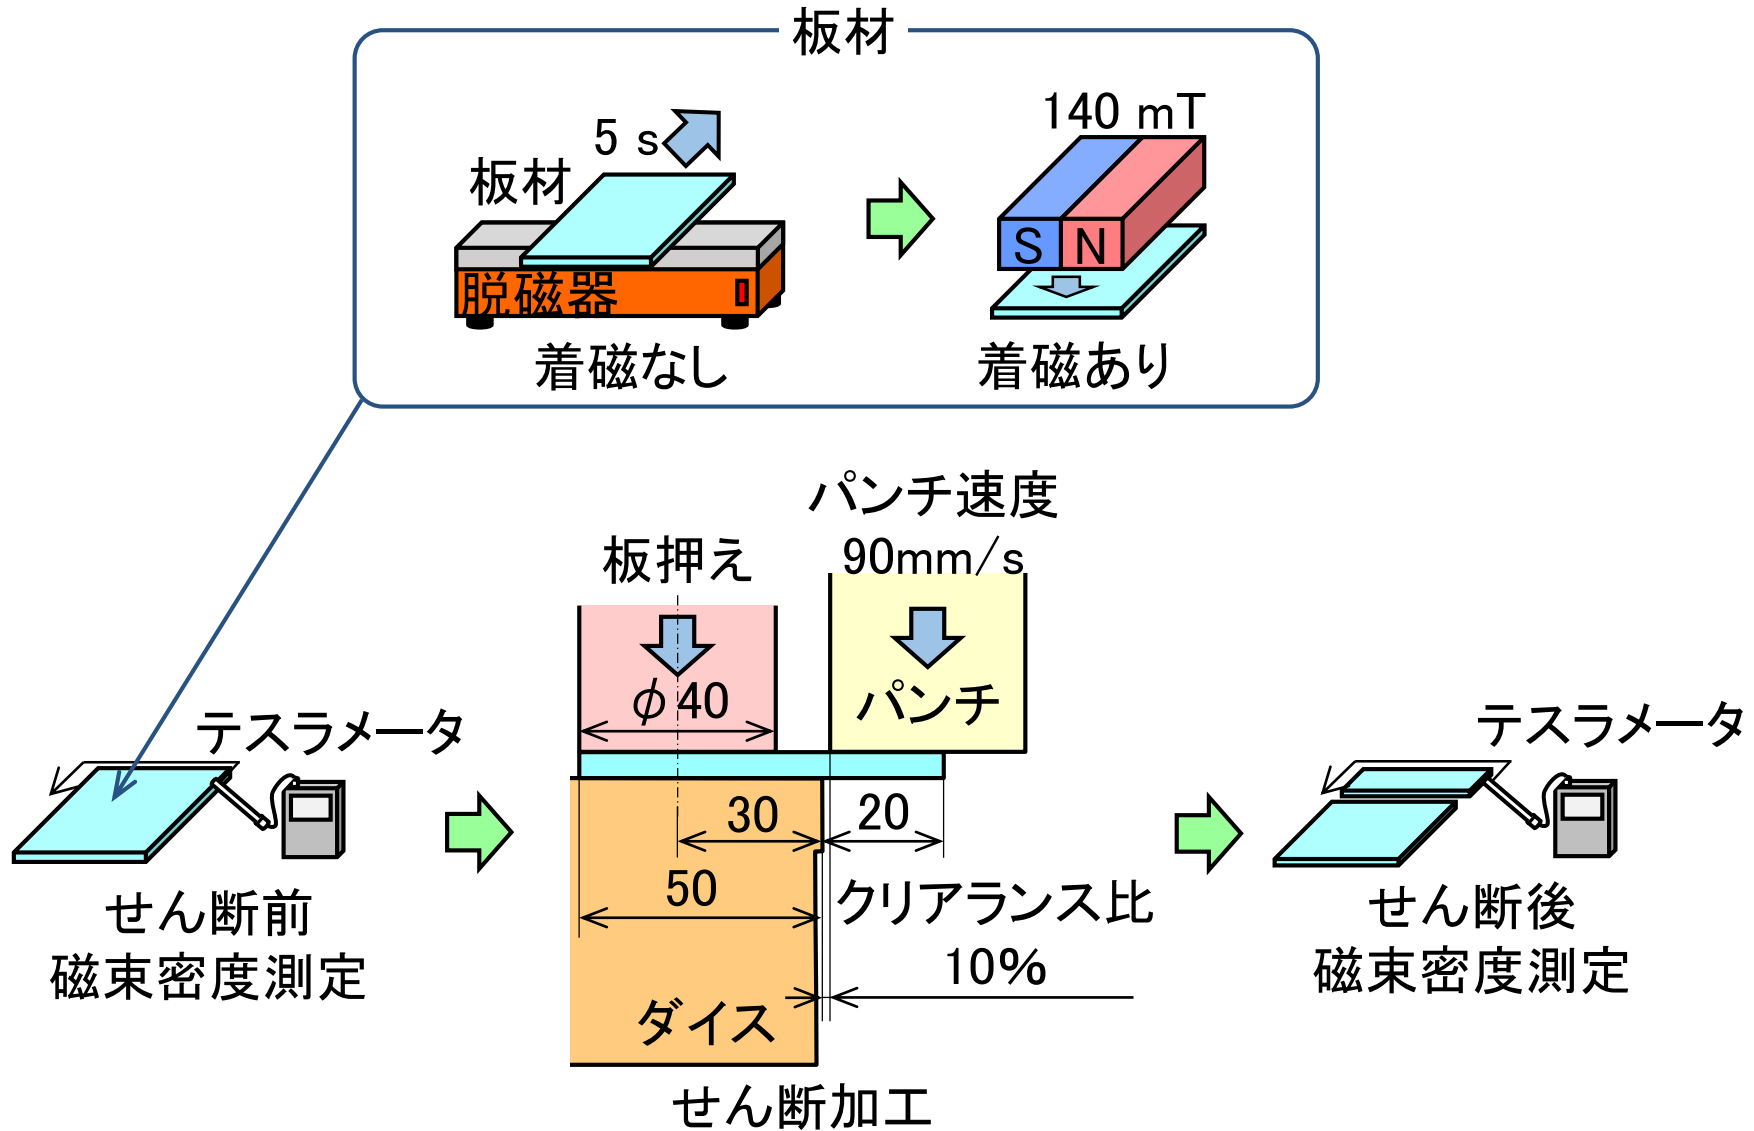 板材
5 s
板材
脱磁器
着磁なし
140 mT
S N
着磁あり
パンチ速度
90mm/s
板押え
φ40
パンチ
テスラメータ
せん断前
磁束密度測定
30
20
50
クリアランス比
10%
ダイス
せん断加工
テスラメータ
せん断後
磁束密度測定